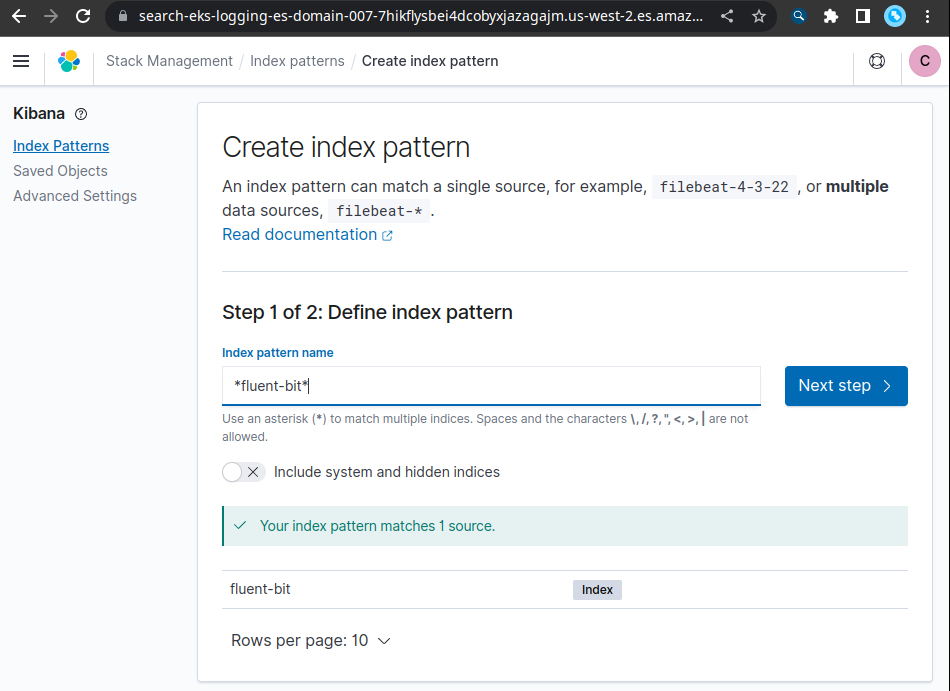 search-eks-logging-es-domain-007-7hikflysbei4dcobyxjazagajm.us-west-2.es.amaz...
Stack Management / Index patterns / Create index pattern
C
Kibana
Index Patterns
Saved Objects
Advanced Settings
Create index pattern
An index pattern can match a single source, for example, filebeat-4-3-22 , or multiple
data sources, filebeat-* .
Read documentation
Step 1 of 2: Define index pattern
Index pattern name
*fluent-bit*
Next step
Use an asterisk (*) to match multiple indices. Spaces and the characters \, /, ?, ", <, >, | are not
allowed.
Include system and hidden indices
Your index pattern matches 1 source.
fluent-bit Index
Rows per page: 10